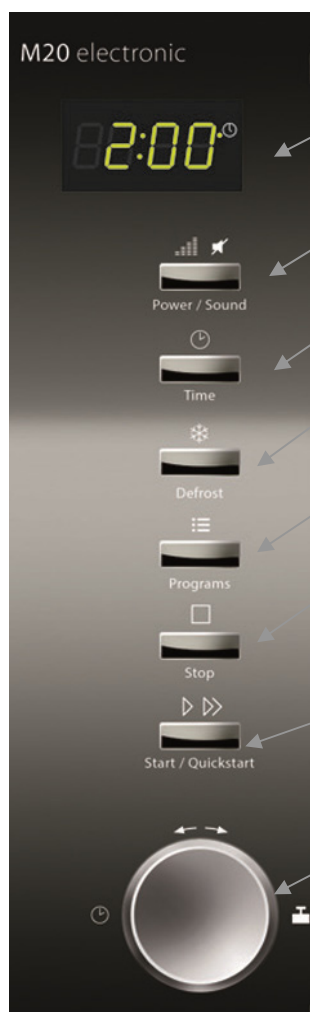 M20 electronic
2:00
Power / Sound
Time
Defrost
Programs
Stop
Start / Quickstart